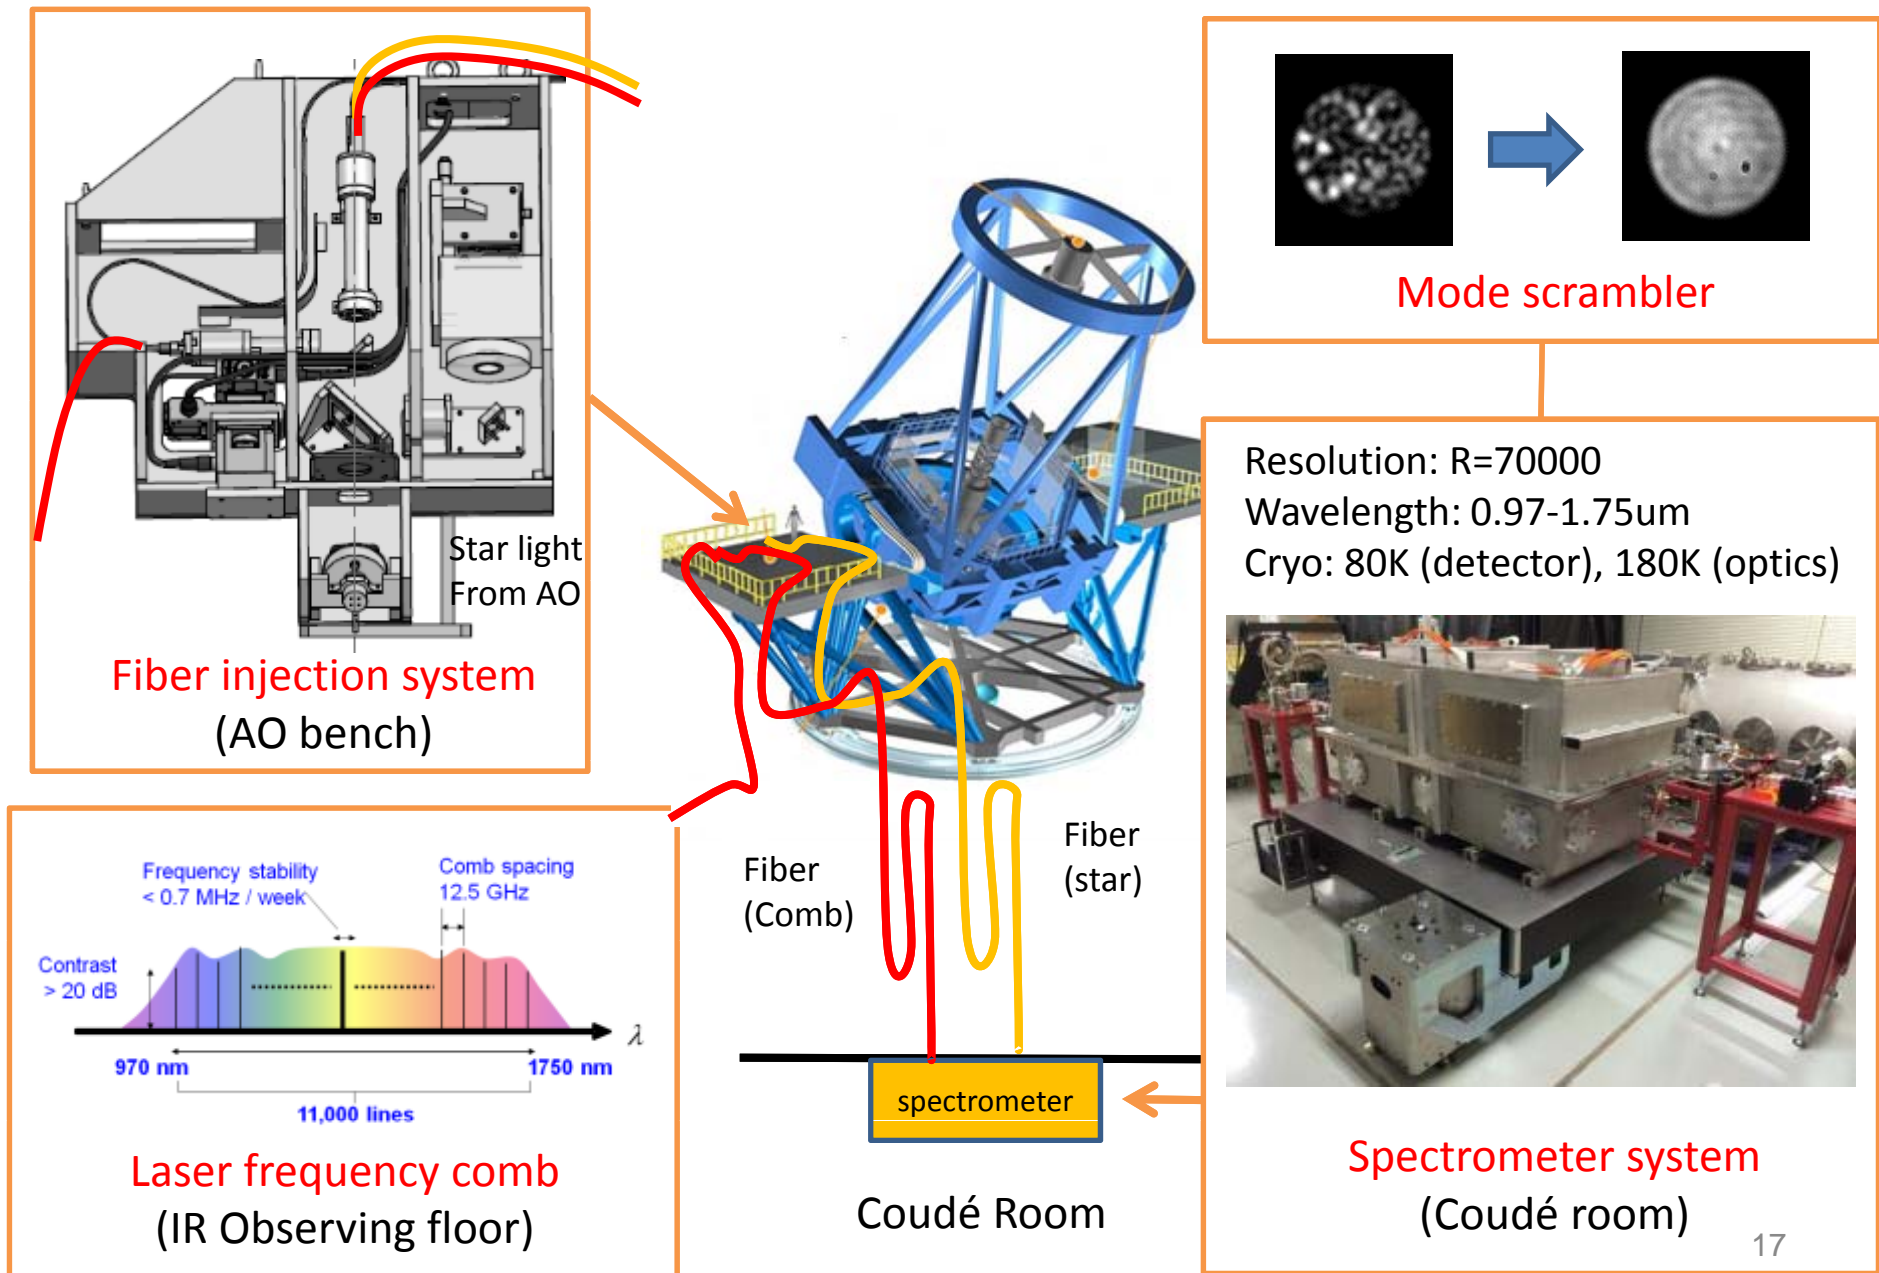 Star light
From AO
Fiber injection system
(AO bench)
Mode scrambler
Resolution: R=70000
Wavelength: 0.97-1.75um
Cryo: 80K (detector), 180K (optics)
Spectrometer system
(Coudé room)
Fiber
(Comb)
Fiber
(star)
spectrometer
Coudé Room
Frequency stability
< 0.7 MHz / week
Comb spacing
12.5 GHz
Contrast
> 20 dB
λ
970 nm
1750 nm
11,000 lines
Laser frequency comb
(IR Observing floor)
17